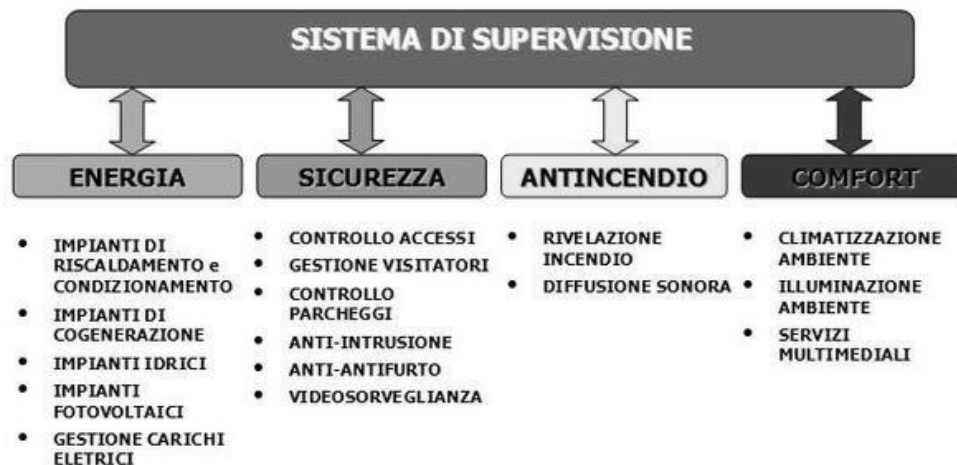 SISTEMA DI SUPERVISIONE
ENERGIA
• IMPIANTI DI
RISCALDAMENTO e
CONDIZIONAMENTO
• IMPIANTI DI
COGENERAZIONE
• IMPIANTI IDRICI
• IMPIANTI
FOTOVOLTAICI
• GESTIONE CARICHI
ELETRICI
SICUREZZA
• CONTROLLO ACCESSI
• GESTIONE VISITATORI
• CONTROLLO
PARCHEGGI
• ANTI-INTRUSIONE
• ANTI-ANTIFURTO
• VIDEOSORVEGLIANZA
ANTINCENDIO
• RIVELAZIONE
INCENDIO
• DIFFUSIONE SONORA
COMFORT
• CLIMATIZZAZIONE
AMBIENTE
• ILLUMINAZIONE
AMBIENTE
• SERVIZI
MULTIMEDIALI